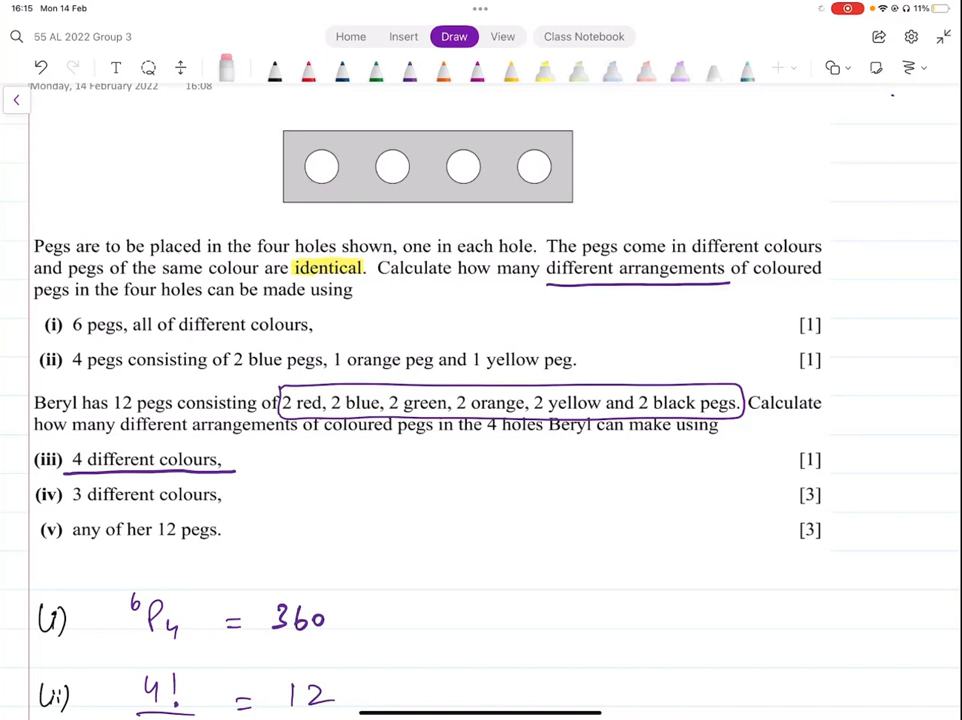 16:15 Mon 14 Feb
11%
55 AL 2022 Group 3
Home Insert Draw View Class Notebook
Monday, 14 February 2022 16:08
Pegs are to be placed in the four holes shown, one in each hole. The pegs come in different colours
and pegs of the same colour are identical. Calculate how many different arrangements of coloured
pegs in the four holes can be made using
(i) 6 pegs, all of different colours, [1]
(ii) 4 pegs consisting of 2 blue pegs, 1 orange peg and 1 yellow peg. [1]
Beryl has 12 pegs consisting of 2 red, 2 blue, 2 green, 2 orange, 2 yellow and 2 black pegs. Calculate
how many different arrangements of coloured pegs in the 4 holes Beryl can make using
(iii) 4 different colours, [1]
(iv) 3 different colours, [3]
(v) any of her 12 pegs. [3]
(i) ⁶P₄ = 360
(ii) 4! = 12